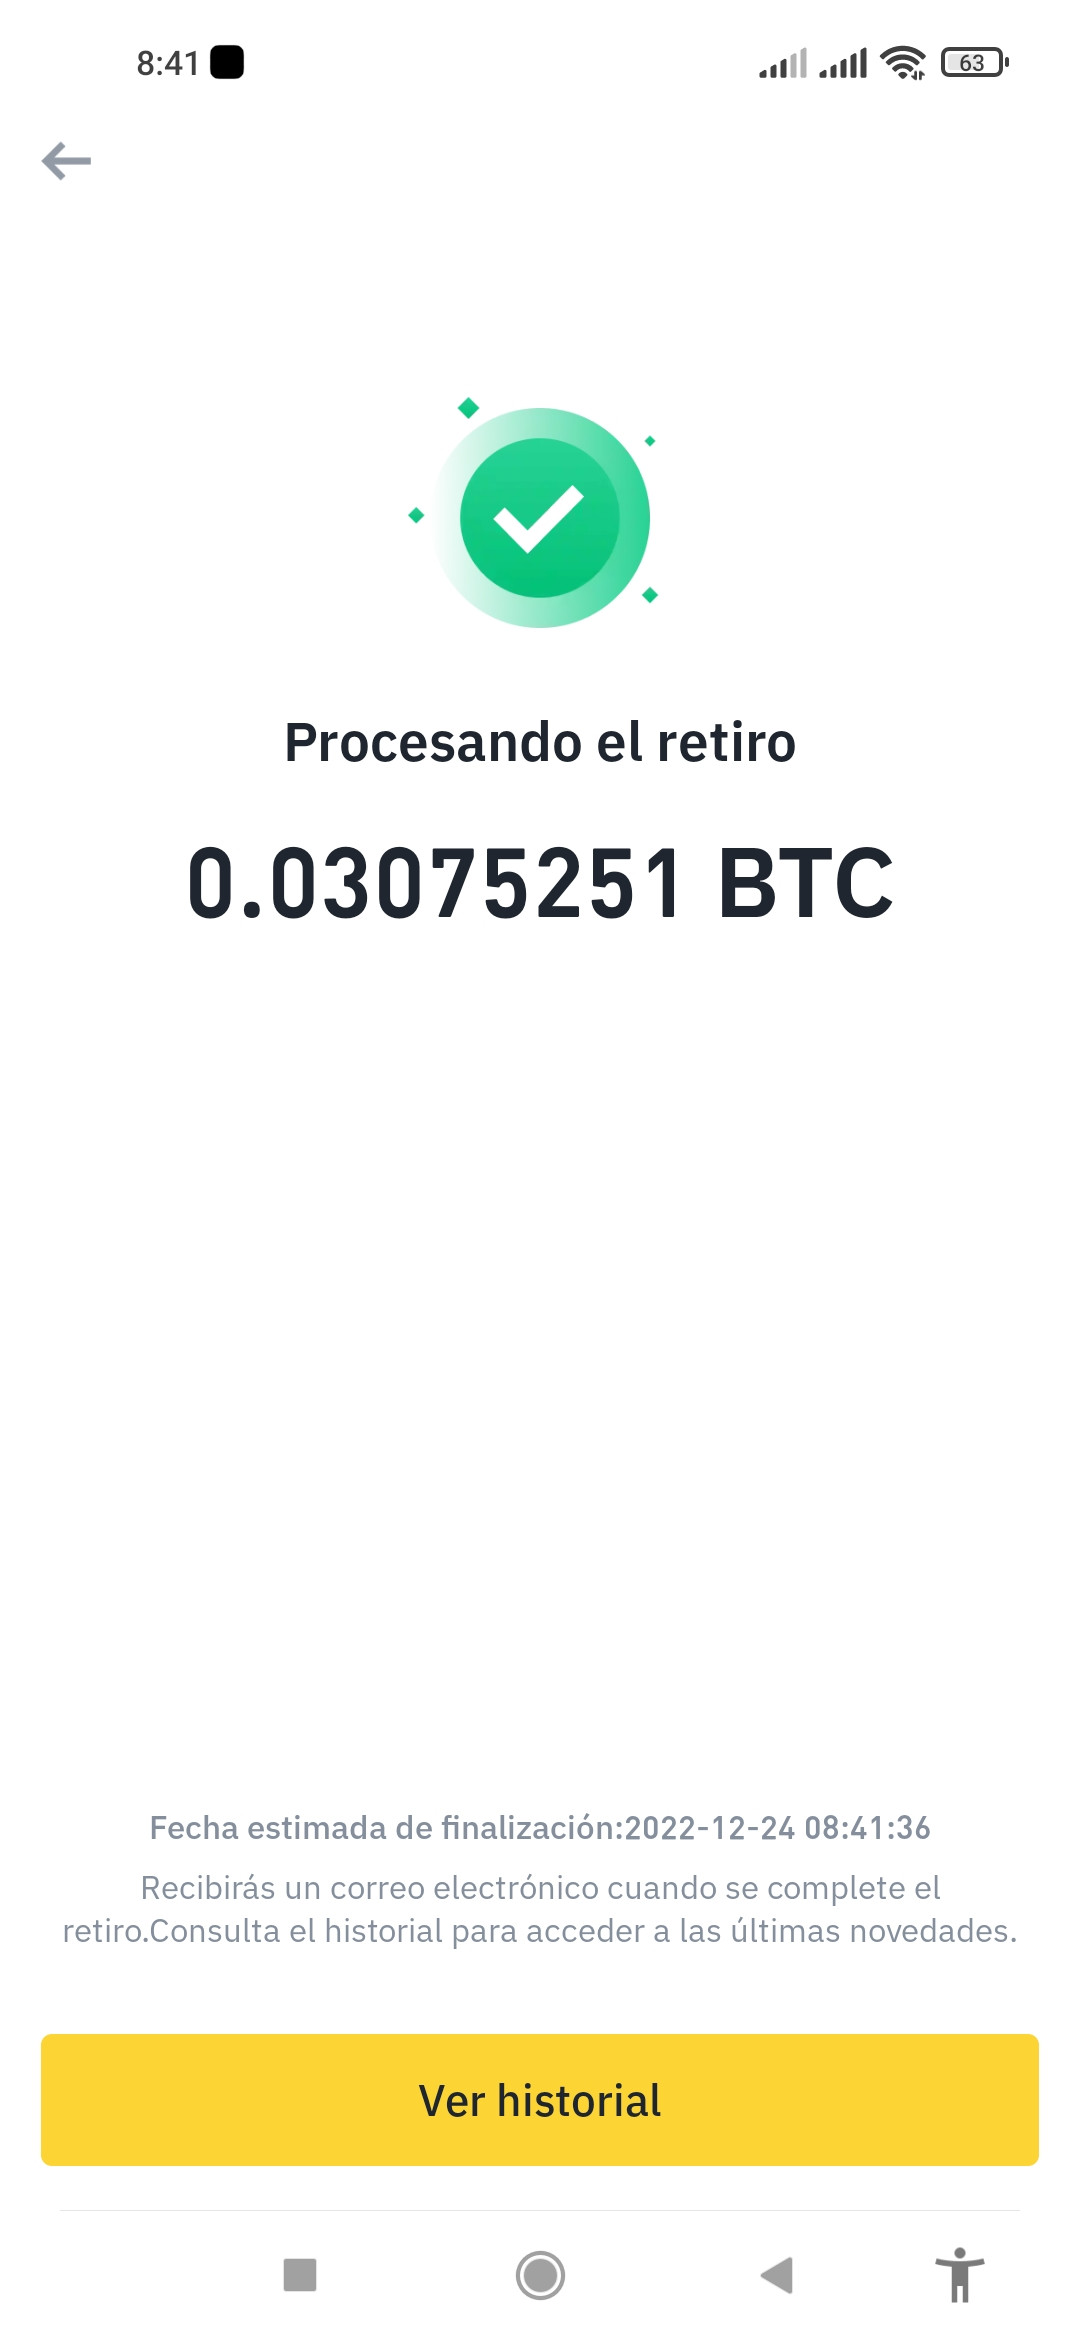 8:41
63
Procesando el retiro
0.03075251 BTC
Fecha estimada de finalización:2022-12-24 08:41:36
Recibirás un correo electrónico cuando se complete el
retiro.Consulta el historial para acceder a las últimas novedades.
Ver historial